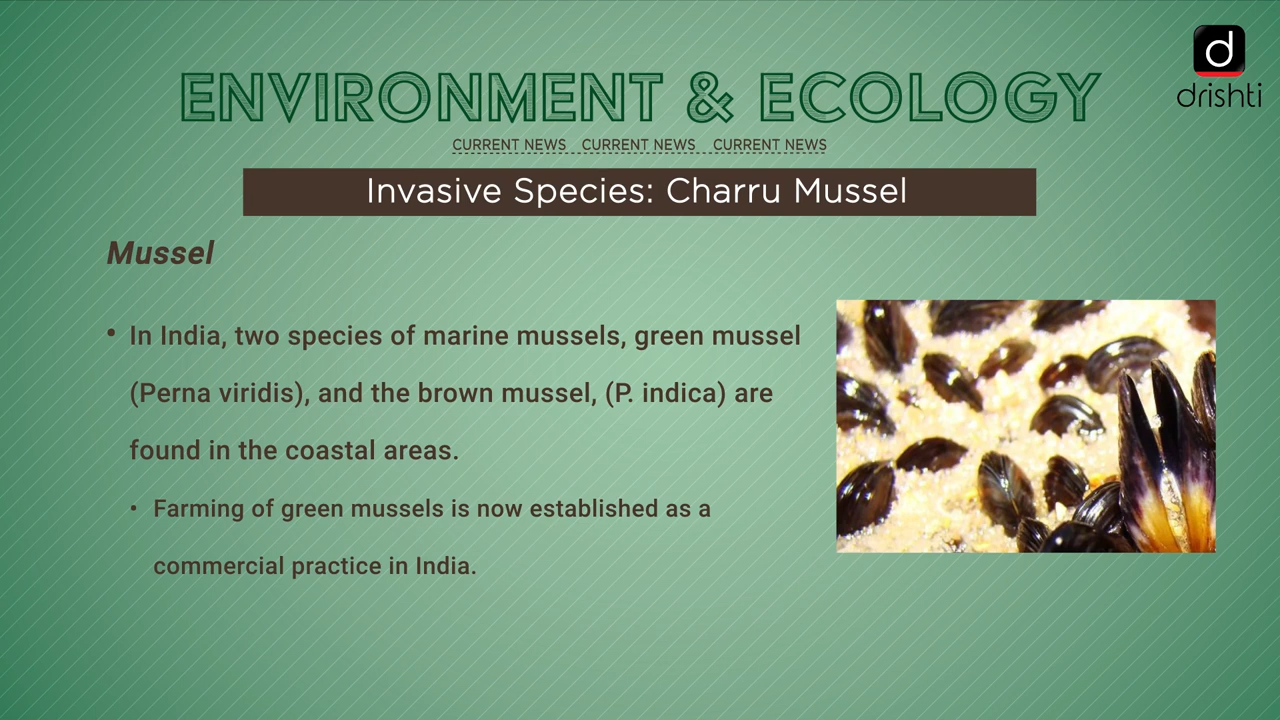 d
drishti
ENVIRONMENT & ECOLOGY
CURRENT NEWS CURRENT NEWS CURRENT NEWS
Invasive Species: Charru Mussel
Mussel
• In India, two species of marine mussels, green mussel
(Perna viridis), and the brown mussel, (P. indica) are
found in the coastal areas.
• Farming of green mussels is now established as a
commercial practice in India.